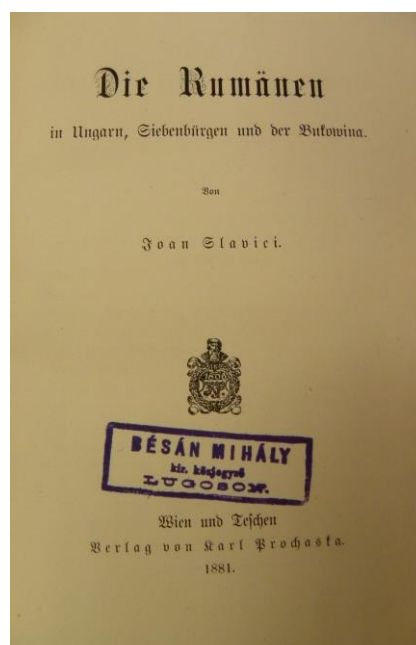 Die Rumänen
in Ungarn, Siebenbürgen und der Bukowina.
Von
Joan Slavici.
BÉSÁN MIHÁLY
kir. közjegyző
LUGOSON.
Wien und Teschen
Verlag von Karl Prochaska.
1881.